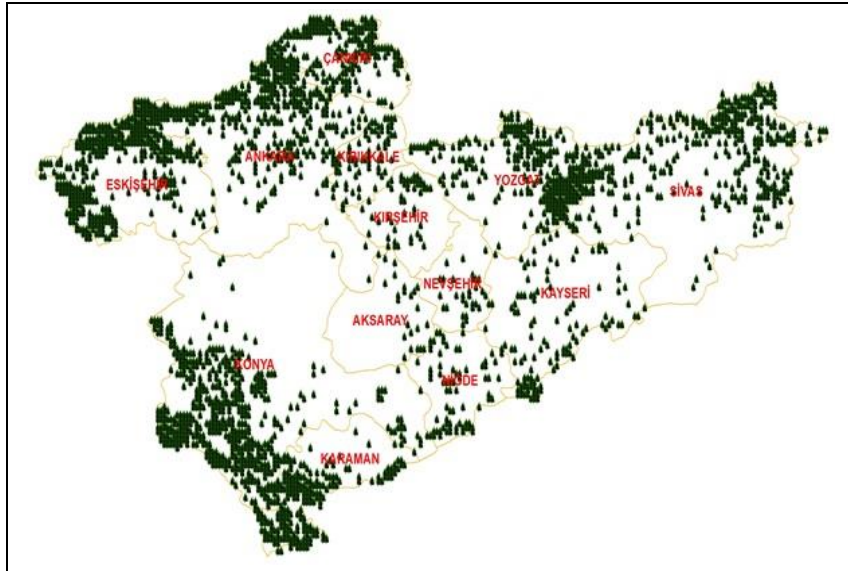 ÇANKIRI
ANKARA
KIRIKKALE
ESKİŞEHİR
YOZGAT
SİVAS
KIRŞEHİR
NEVŞEHİR
KAYSERİ
AKSARAY
KONYA
NİĞDE
KARAMAN